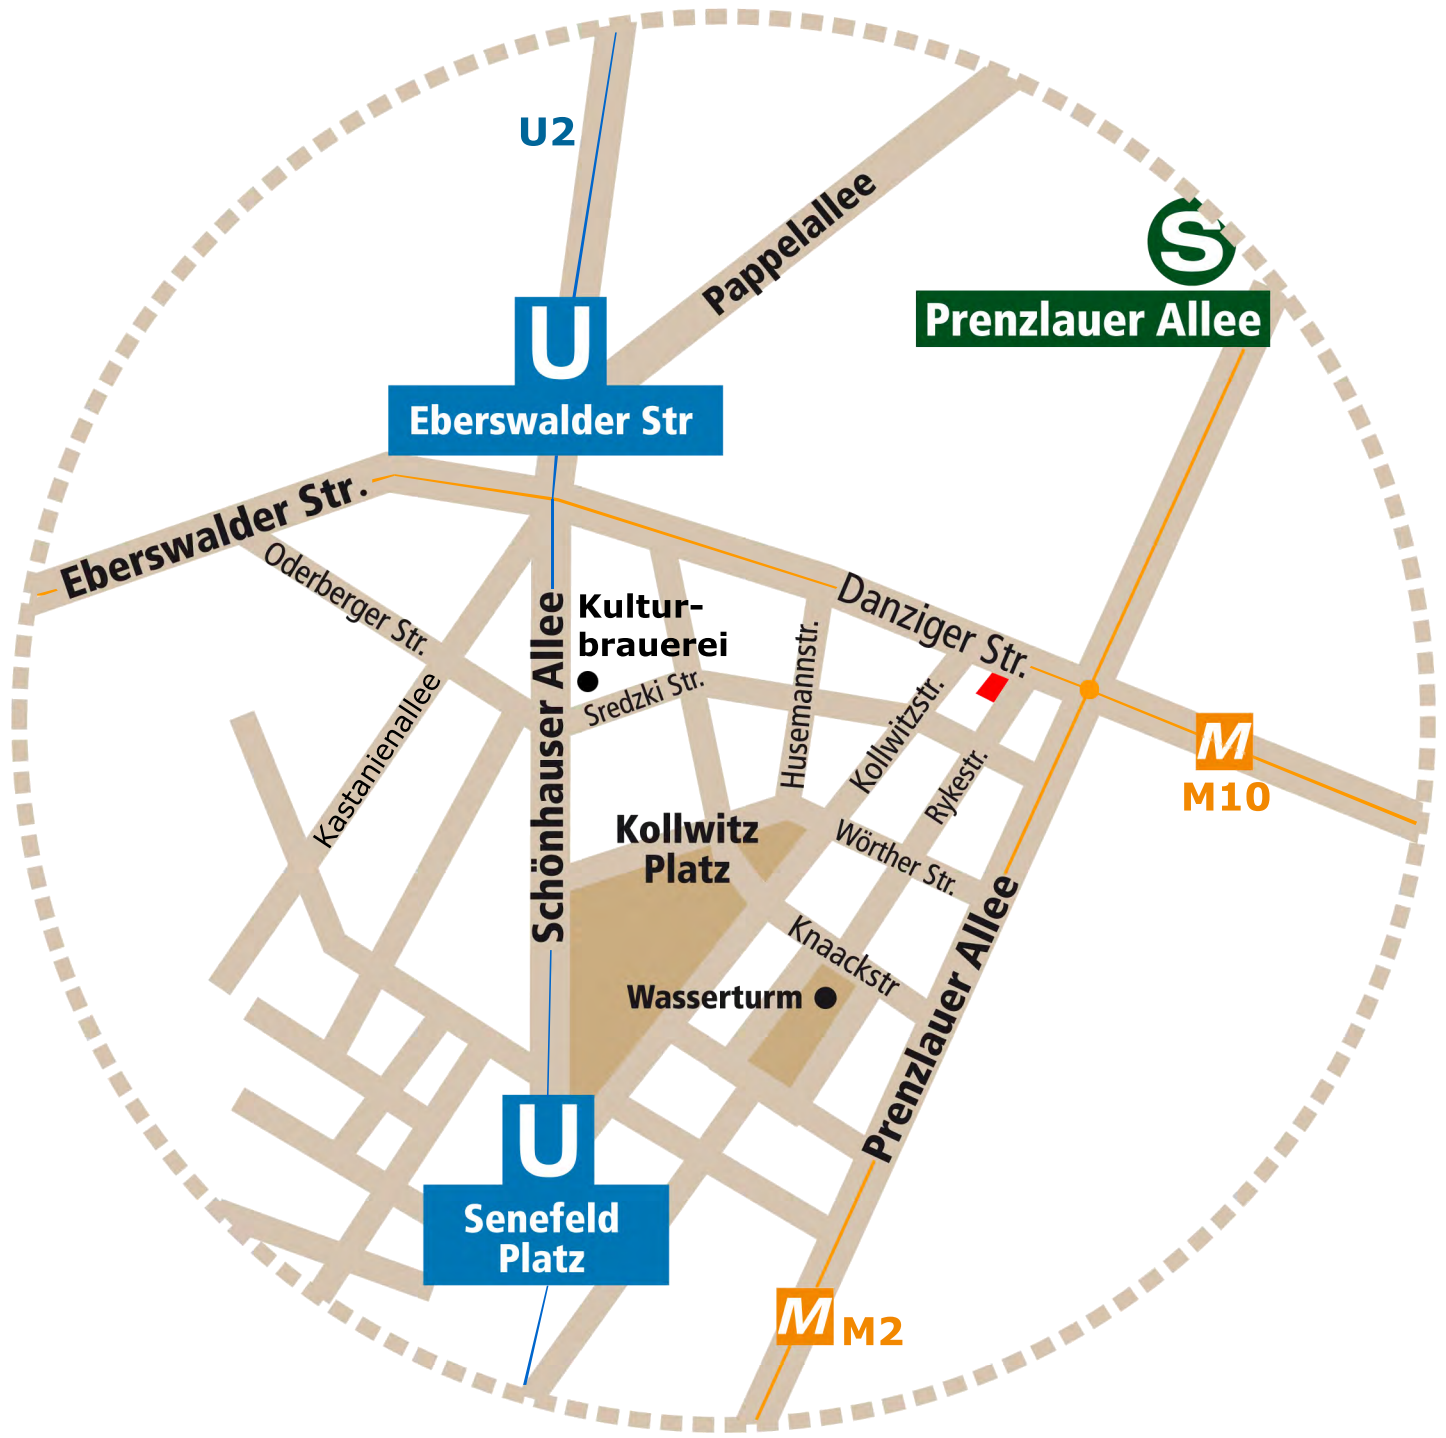 U2
Pappelallee
S
Prenzlauer Allee
U
Eberswalder Str
Eberswalder Str.
Oderberger Str.
Kastanienallee
Schönhauser Allee
Kultur-
brauerei
Sredzki Str.
Husemannstr.
Danziger Str.
Kollwitzstr.
Rykestr.
M
M10
Kollwitz
Platz
Wörther Str.
Knaackstr
Wasserturm
Prenzlauer Allee
U
Senefeld
Platz
M
M2